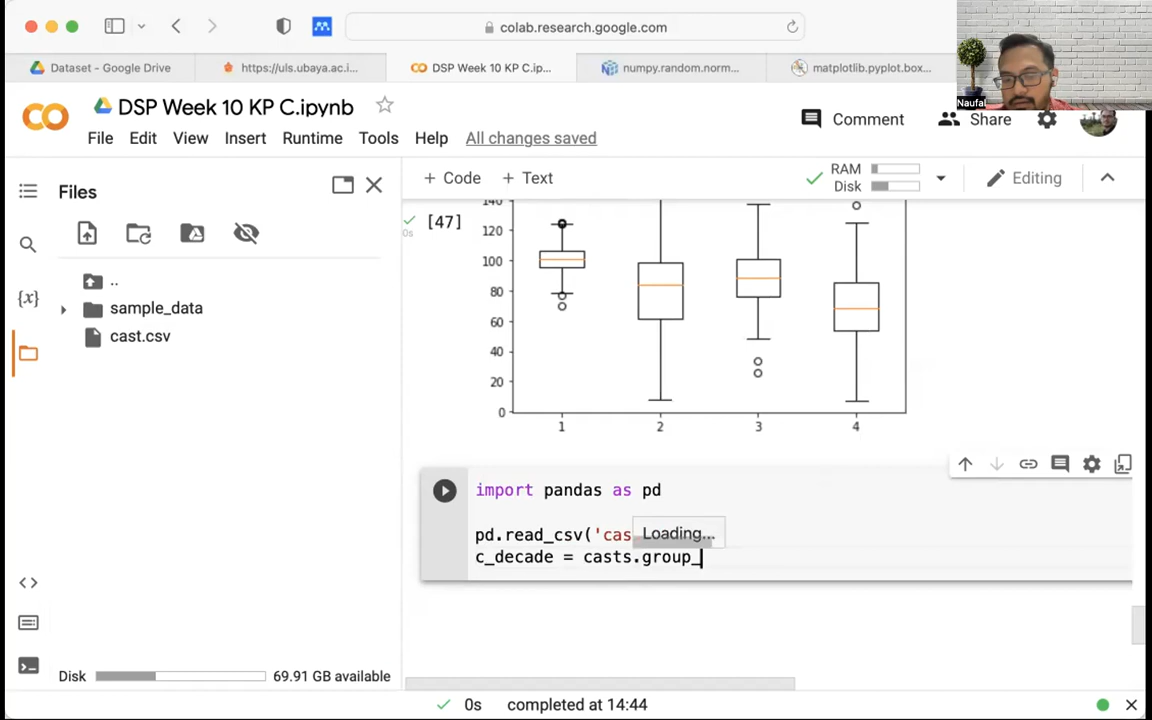 colab.research.google.com
Dataset - Google Drive
https://uls.ubaya.ac.i...
DSP Week 10 KP C.ip...
numpy.random.norm...
matplotlib.pyplot.box...
Naufal
DSP Week 10 KP C.ipynb
File Edit View Insert Runtime Tools Help All changes saved
Comment
Share
Files
+ Code + Text
RAM
Disk
Editing
..
sample_data
cast.csv
{x}
[47]
0s
140
120
100
80
60
40
20
0
1 2 3 4
import pandas as pd
pd.read_csv('cas
Loading...
c_decade = casts.group_
Disk 69.91 GB available
0s completed at 14:44